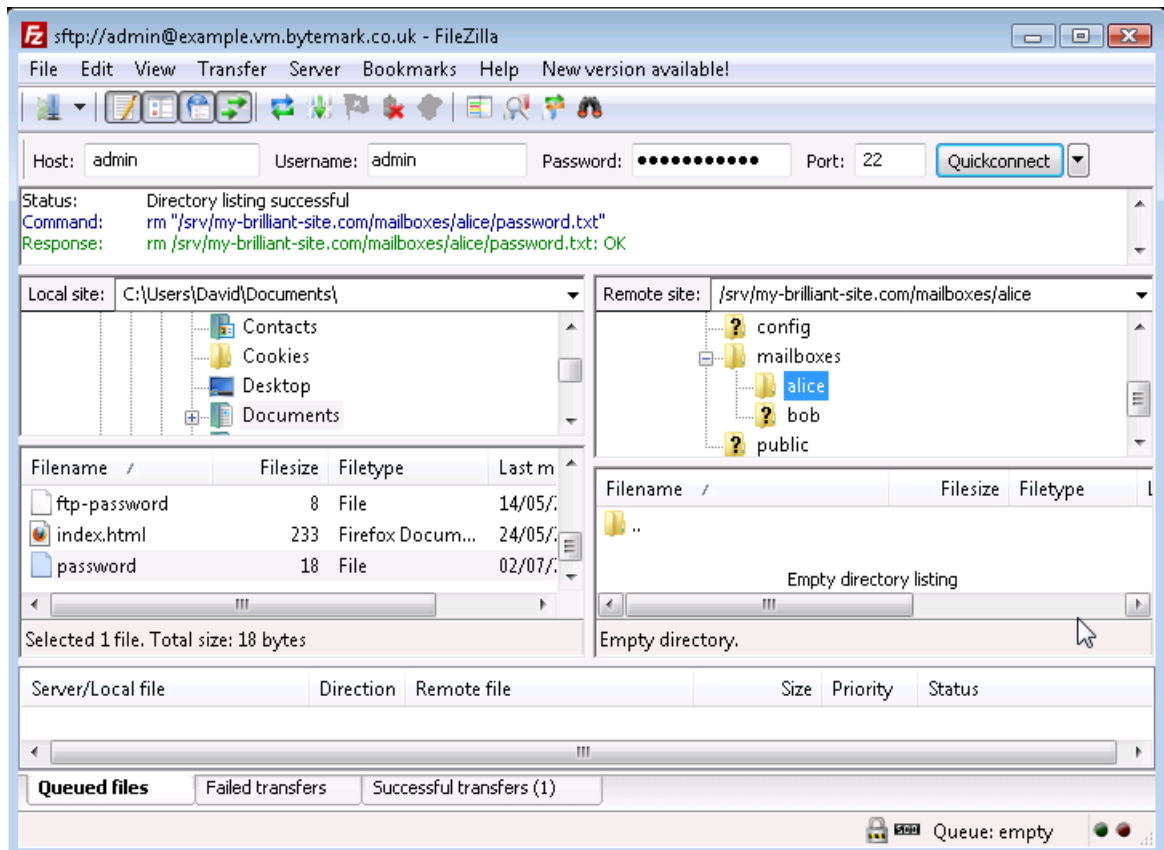 sftp://admin@example.vm.bytemark.co.uk - FileZilla
File Edit View Transfer Server Bookmarks Help New version available!
Host: admin Username: admin Password: ●●●●●●●●●●● Port: 22 Quickconnect
Status: Directory listing successful
Command: rm "/srv/my-brilliant-site.com/mailboxes/alice/password.txt"
Response: rm /srv/my-brilliant-site.com/mailboxes/alice/password.txt: OK
Local site: C:\Users\David\Documents\
Contacts
Cookies
Desktop
Documents
Filename Filesize Filetype Last m
ftp-password 8 File 14/05/
index.html 233 Firefox Docum... 24/05/
password 18 File 02/07/
Selected 1 file. Total size: 18 bytes
Remote site: /srv/my-brilliant-site.com/mailboxes/alice
config
mailboxes
alice
bob
public
Filename Filesize Filetype L
..
Empty directory listing
Empty directory.
Server/Local file Direction Remote file Size Priority Status
Queued files Failed transfers Successful transfers (1)
Queue: empty